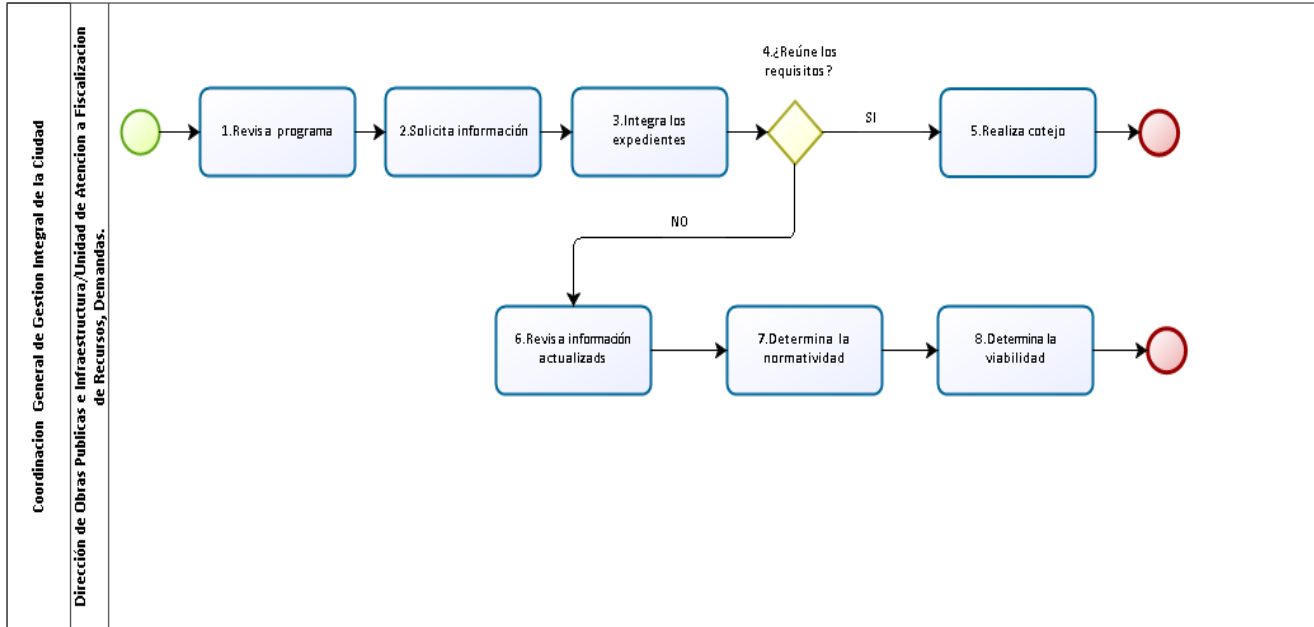 Coordinacion General de Gestion Integral de la Ciudad
Dirección de Obras Publicas e Infraestructura/Unidad de Atencion a Fiscalizacion
de Recursos, Demandas.
1.Revisa programa
2.Solicita información
3.Integra los
expedientes
4.¿Reúne los
requisitos?
SI
5.Realiza cotejo
NO
6.Revisa información
actualizads
7.Determina la
normatividad
8.Determina la
viabilidad